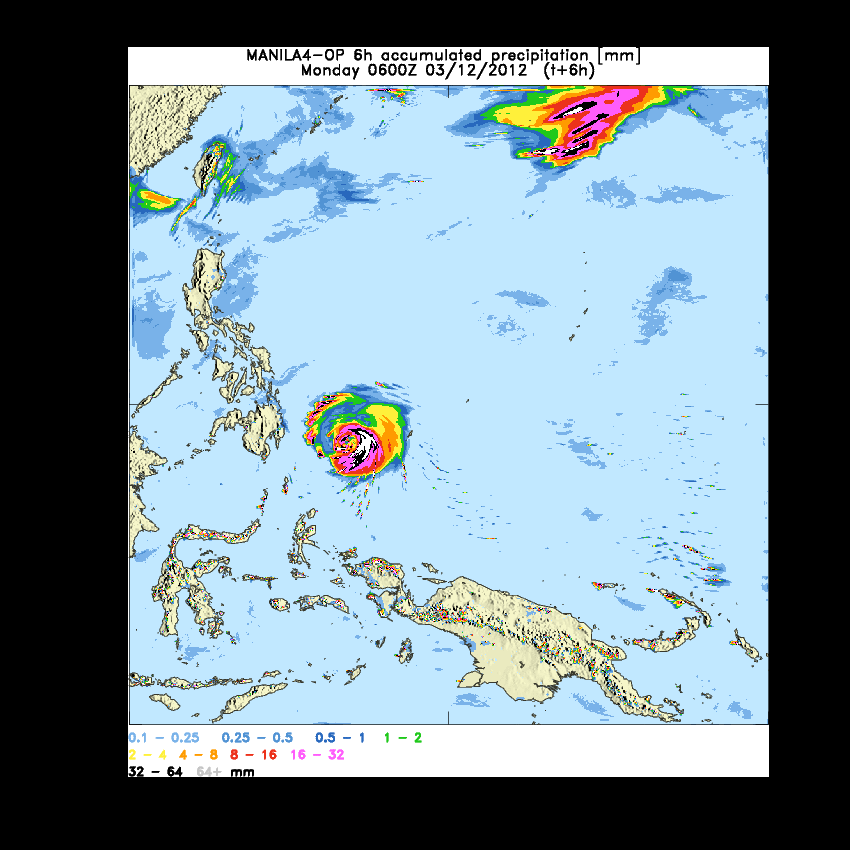 MANILA4-OP 6h accumulated precipitation [mm]
Monday 0600Z 03/12/2012 (t+6h)
0.1 - 0.25 0.25 - 0.5 0.5 - 1 1 - 2
2 - 4 4 - 8 8 - 16 16 - 32
32 - 64 64+ mm